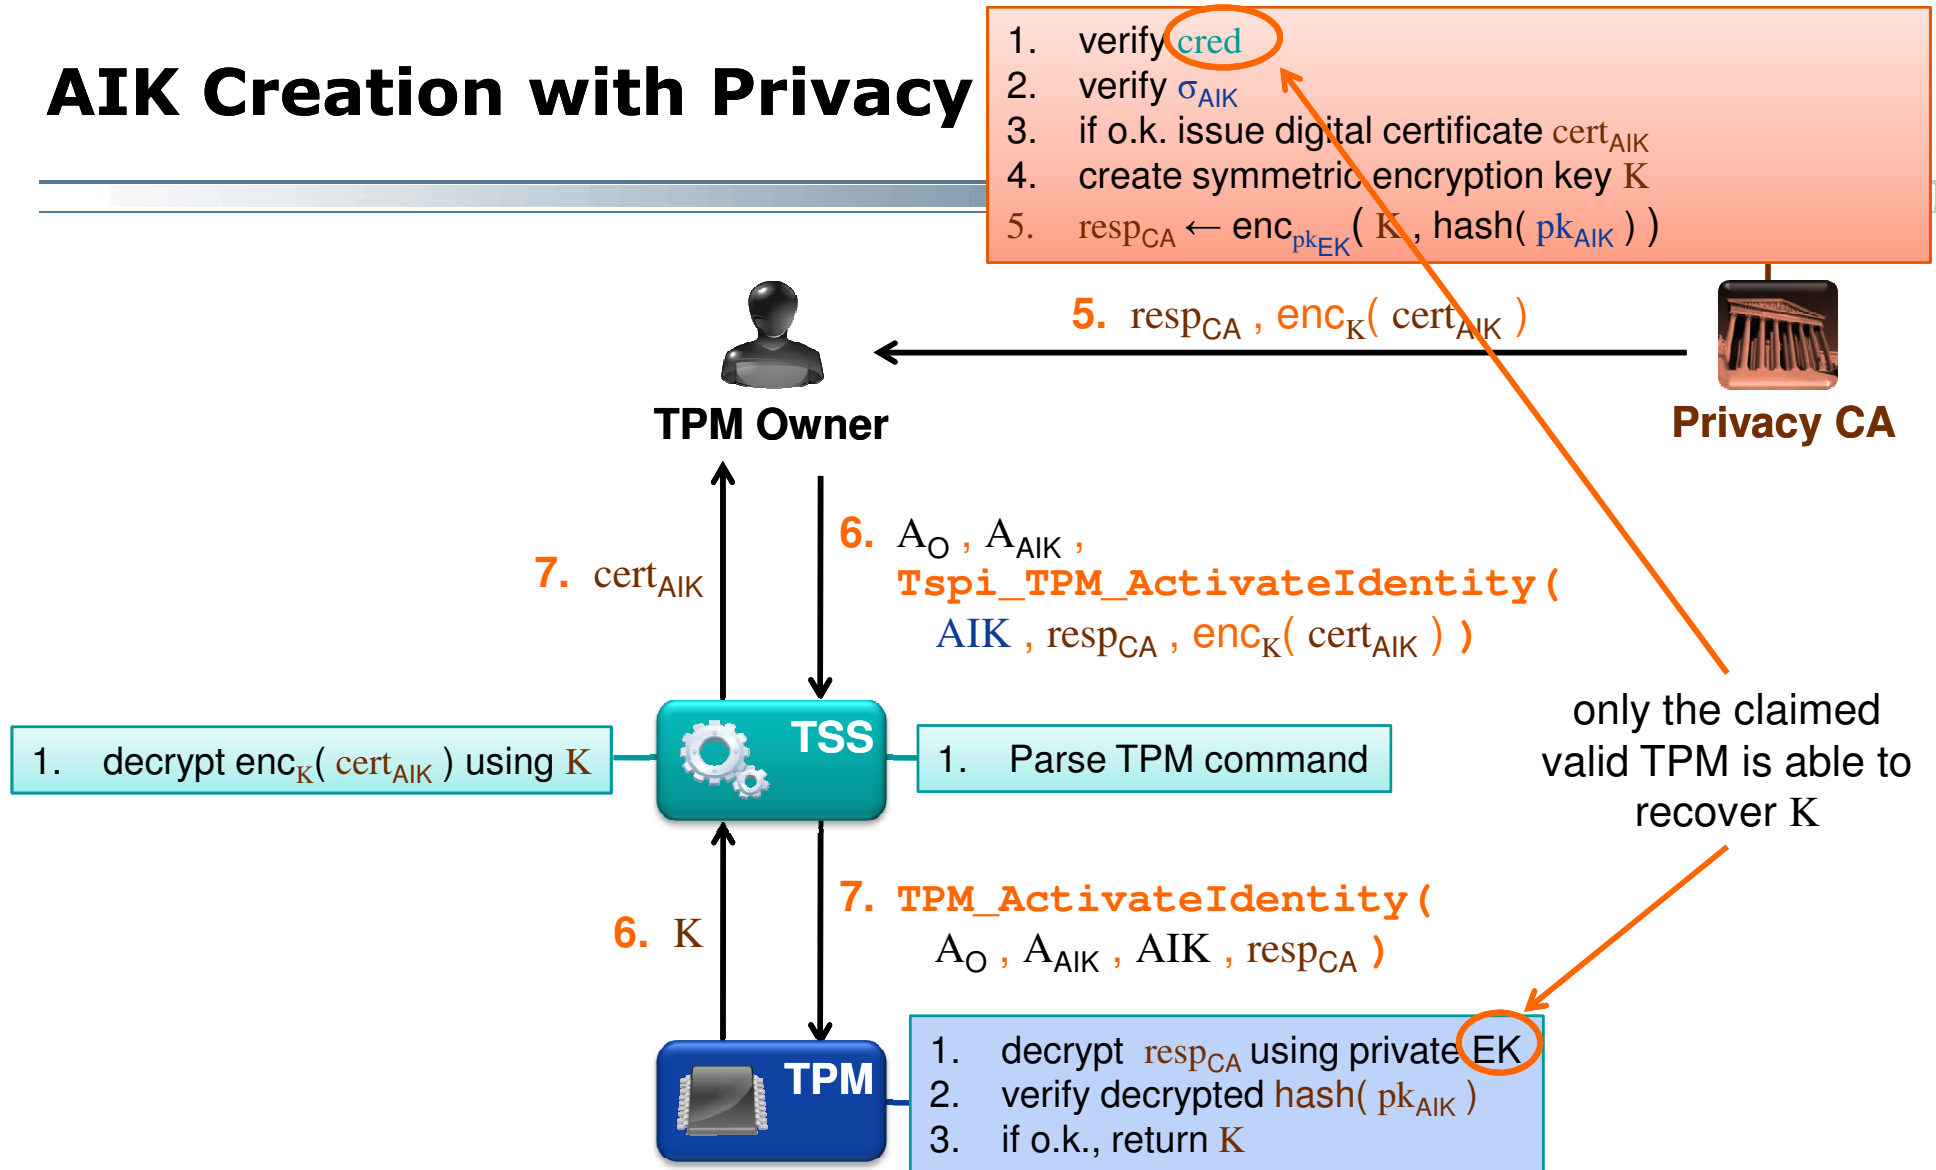 AIK Creation with Privacy
1. verify cred
2. verify σAIK
3. if o.k. issue digital certificate certAIK
4. create symmetric encryption key K
5. respCA ← encpkEK( K , hash( pkAIK ) )
5. respCA , encK( certAIK )
TPM Owner
Privacy CA
6. AO , AAIK ,
Tspi_TPM_ActivateIdentity(
AIK , respCA , encK( certAIK ) )
7. certAIK
only the claimed
valid TPM is able to
recover K
TSS
1. decrypt encK( certAIK ) using K
1. Parse TPM command
7. TPM_ActivateIdentity(
AO , AAIK , AIK , respCA )
6. K
TPM
1. decrypt respCA using private EK
2. verify decrypted hash( pkAIK )
3. if o.k., return K